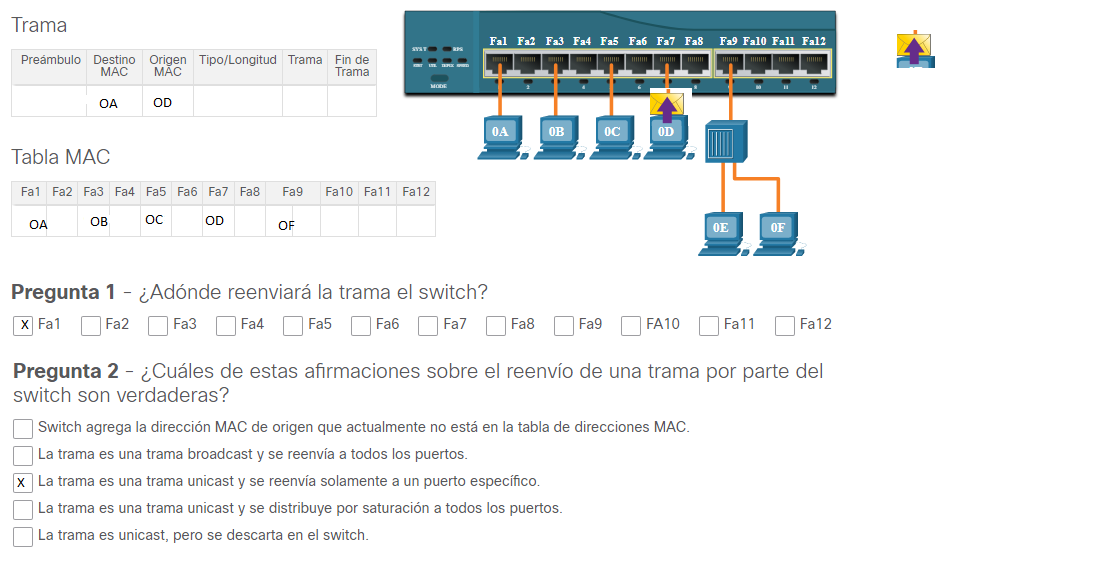 Trama
Preámbulo Destino MAC Origen MAC Tipo/Longitud Trama Fin de Trama
OA OD
Tabla MAC
Fa1 Fa2 Fa3 Fa4 Fa5 Fa6 Fa7 Fa8 Fa9 Fa10 Fa11 Fa12
OA OB OC OD OF
Fa1 Fa2 Fa3 Fa4 Fa5 Fa6 Fa7 Fa8 Fa9 Fa10 Fa11 Fa12
MODE
2 4 6 8 10 12
0A 0B 0C 0D
0E 0F
Pregunta 1 - ¿Adónde reenviará la trama el switch?
X Fa1 Fa2 Fa3 Fa4 Fa5 Fa6 Fa7 Fa8 Fa9 FA10 Fa11 Fa12
Pregunta 2 - ¿Cuáles de estas afirmaciones sobre el reenvío de una trama por parte del
switch son verdaderas?
Switch agrega la dirección MAC de origen que actualmente no está en la tabla de direcciones MAC.
La trama es una trama broadcast y se reenvía a todos los puertos.
X La trama es una trama unicast y se reenvía solamente a un puerto específico.
La trama es una trama unicast y se distribuye por saturación a todos los puertos.
La trama es unicast, pero se descarta en el switch.